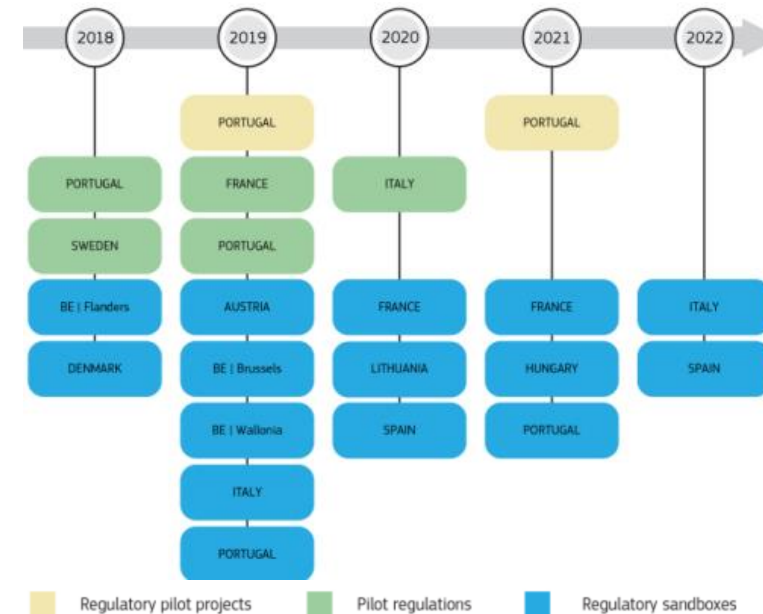 2018
2019
2020
2021
2022
PORTUGAL
PORTUGAL
PORTUGAL
FRANCE
ITALY
SWEDEN
PORTUGAL
BE | Flanders
AUSTRIA
FRANCE
FRANCE
ITALY
DENMARK
BE | Brussels
LITHUANIA
HUNGARY
SPAIN
BE | Wallonia
SPAIN
PORTUGAL
ITALY
PORTUGAL
Regulatory pilot projects
Pilot regulations
Regulatory sandboxes